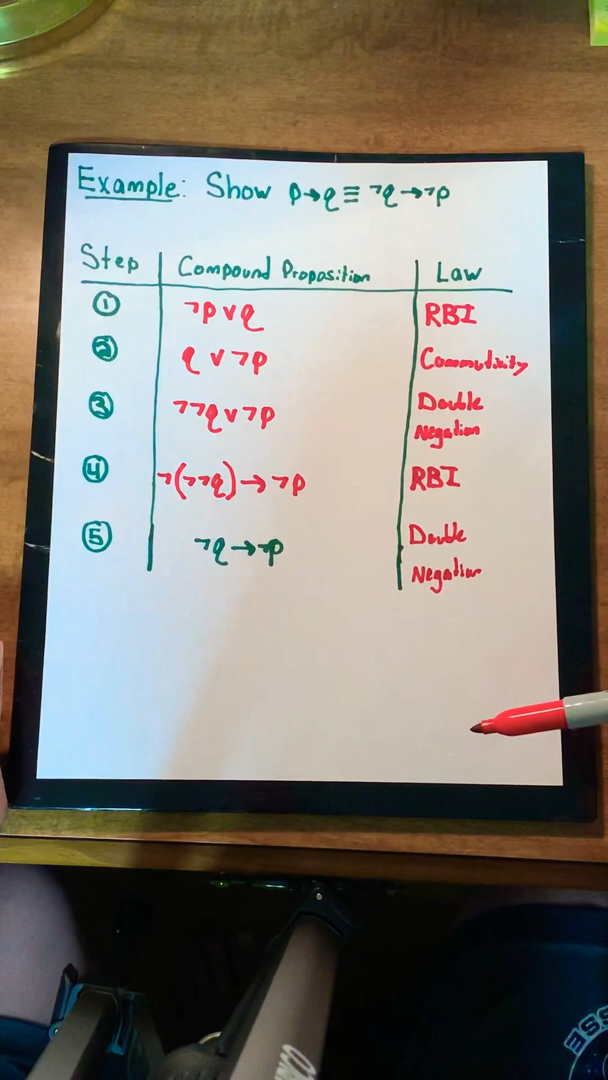 Example: Show p→q ≡ ¬q→¬p
Step Compound Proposition Law
① ¬p∨q RBI
② q ∨ ¬p Commutivity
③ ¬¬q∨¬p Double Negation
④ ¬(¬¬q)→¬p RBI
⑤ ¬q→¬p Double Negation